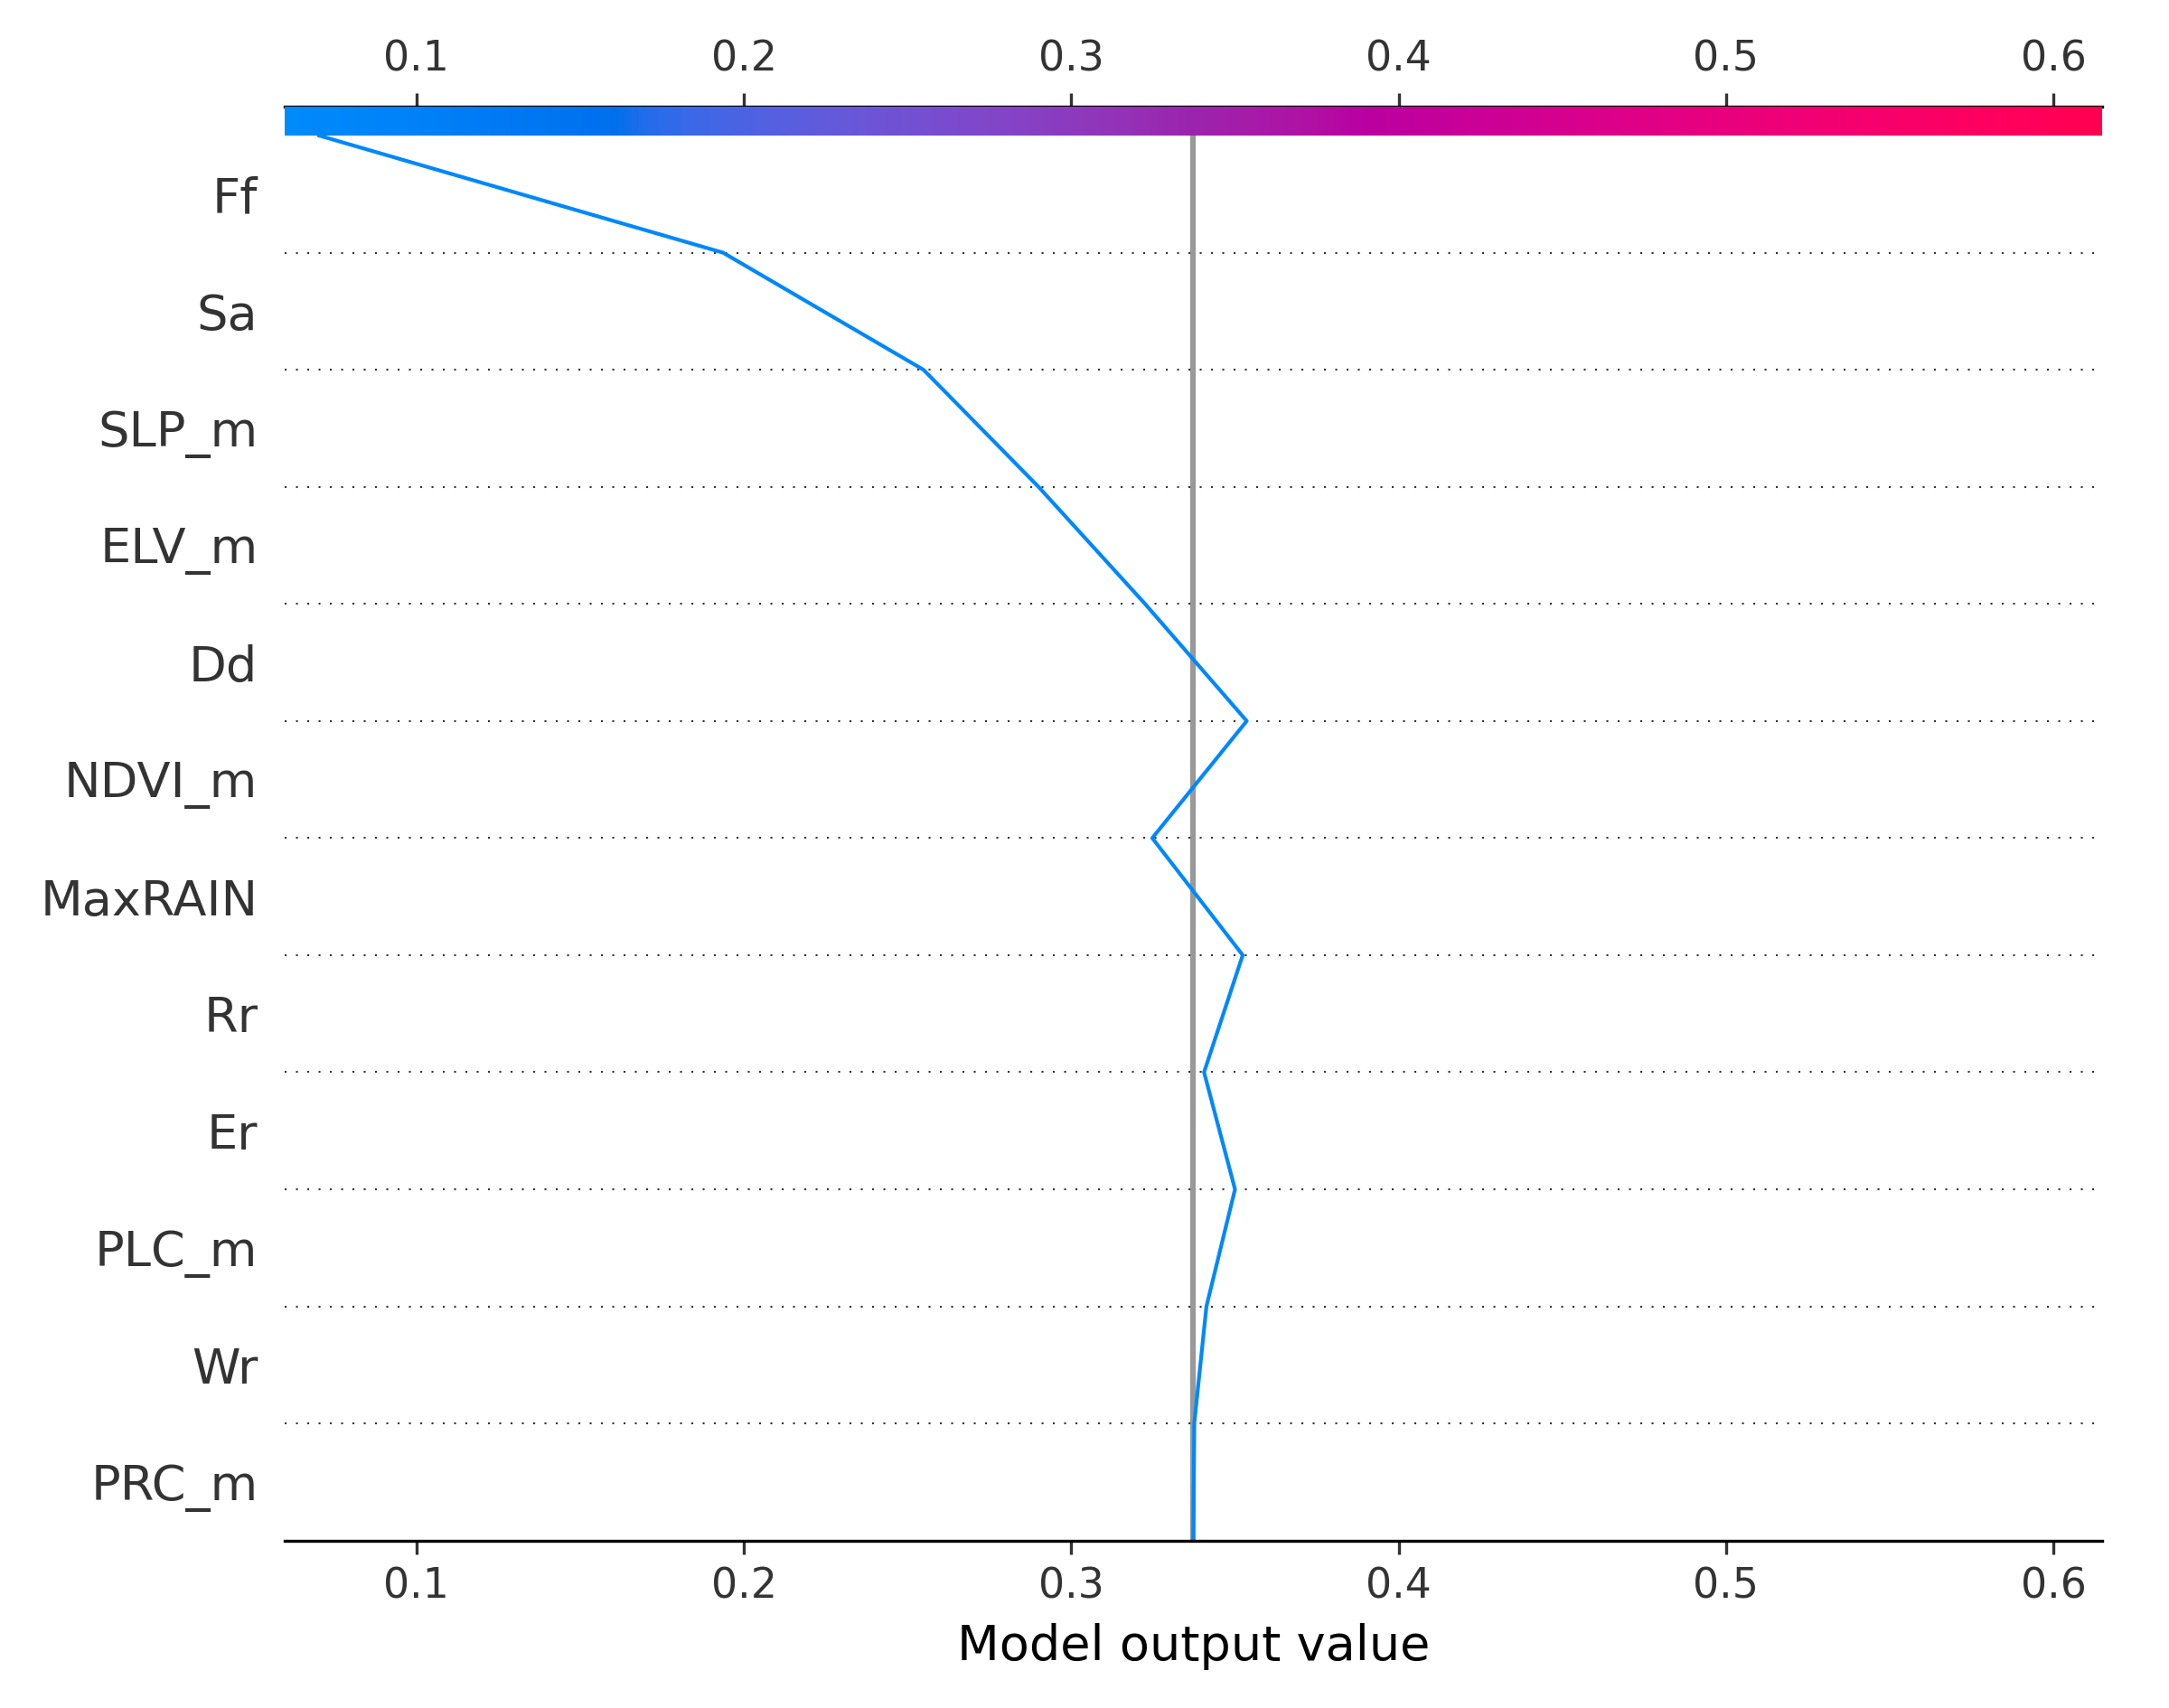 0.1 0.2 0.3 0.4 0.5 0.6
Ff
Sa
SLP_m
ELV_m
Dd
NDVI_m
MaxRAIN
Rr
Er
PLC_m
Wr
PRC_m
0.1 0.2 0.3 0.4 0.5 0.6
Model output value